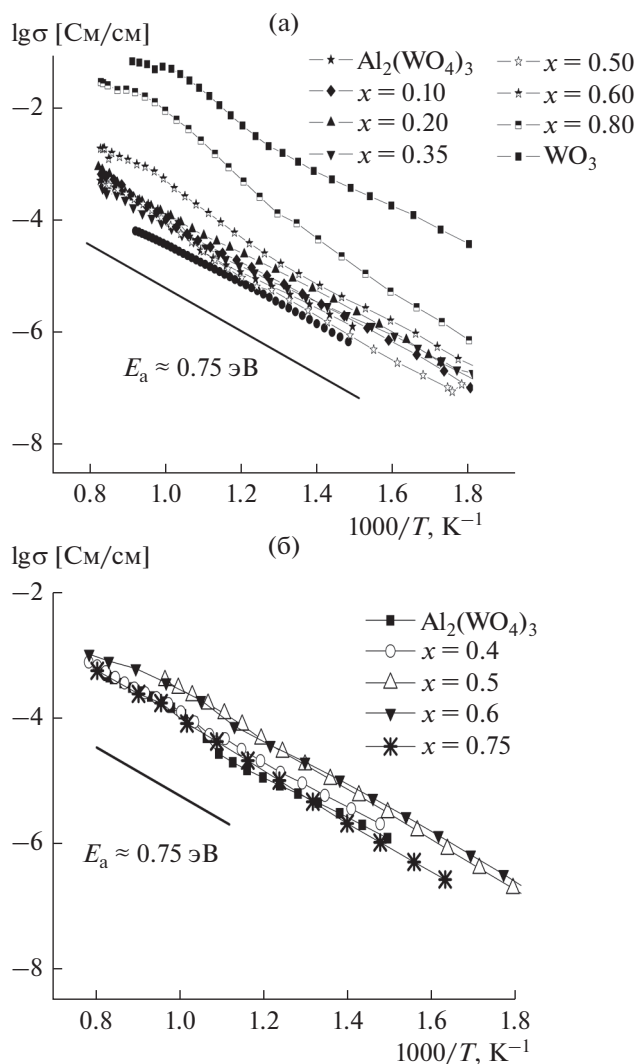 (а)
lgσ [См/см]
Al₂(WO₄)₃
x = 0.10
x = 0.20
x = 0.35
x = 0.50
x = 0.60
x = 0.80
WO₃
−2
−4
−6
−8
Eₐ ≈ 0.75 эВ
0.8 1.0 1.2 1.4 1.6 1.8
1000/T, K⁻¹
(б)
lgσ [См/см]
−2
Al₂(WO₄)₃
x = 0.4
x = 0.5
x = 0.6
x = 0.75
−4
−6
−8
Eₐ ≈ 0.75 эВ
0.8 1.0 1.2 1.4 1.6 1.8
1000/T, K⁻¹